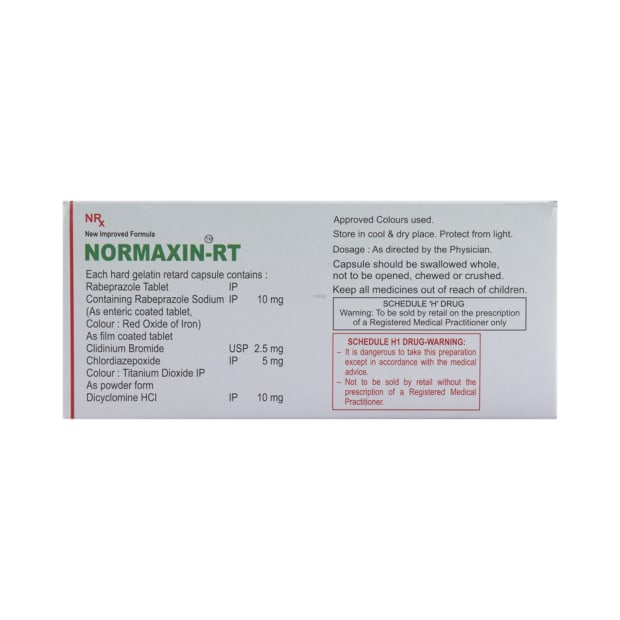 NRx
New Improved Formula
NORMAXIN-RT
TM
Each hard gelatin retard capsule contains :
Rabeprazole Tablet IP
Containing Rabeprazole Sodium IP 10 mg
(As enteric coated tablet,
Colour : Red Oxide of Iron)
As film coated tablet
Clidinium Bromide USP 2.5 mg
Chlordiazepoxide IP 5 mg
Colour : Titanium Dioxide IP
As powder form
Dicyclomine HCl IP 10 mg
Approved Colours used.
Store in cool & dry place. Protect from light.
Dosage : As directed by the Physician.
Capsule should be swallowed whole,
not to be opened, chewed or crushed.
Keep all medicines out of reach of children.
SCHEDULE 'H' DRUG
Warning: To be sold by retail on the prescription
of a Registered Medical Practitioner only
SCHEDULE H1 DRUG-WARNING:
– It is dangerous to take this preparation
except in accordance with the medical
advice.
– Not to be sold by retail without the
prescription of a Registered Medical
Practitioner.